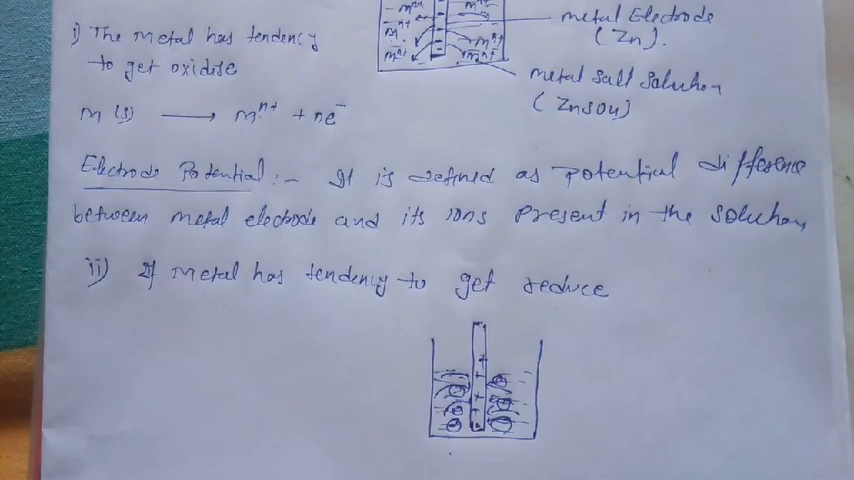 metal Electrode
(Zn).
i) The metal has tendency
to get oxidise
metal salt solution
(ZnSO4)
M (s) ⟶ Mⁿ⁺ + ne⁻
Electrode Potential :- It is defined as potential difference
between metal electrode and its ions present in the solution,
ii) If metal has tendency to get reduce